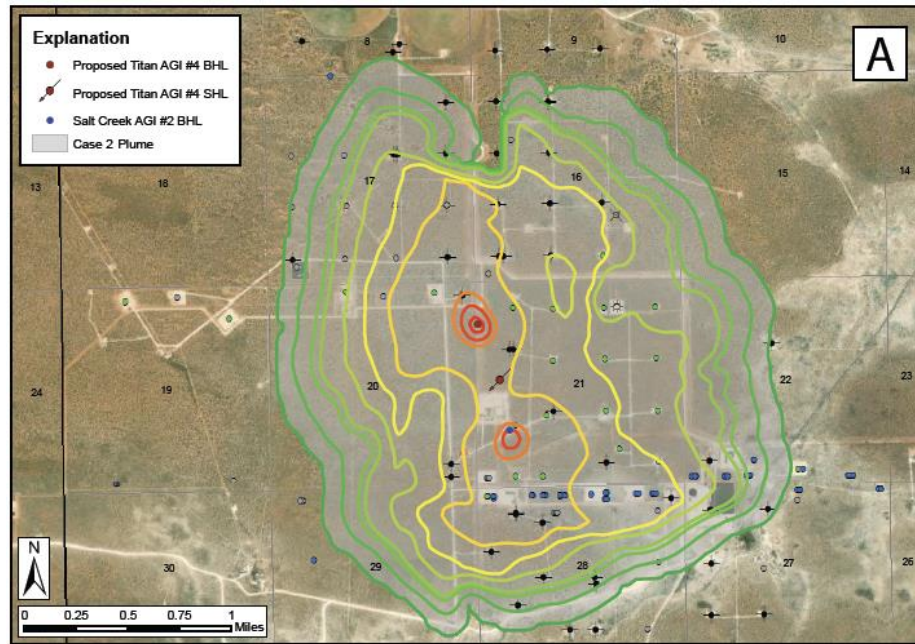 Explanation
Proposed Titan AGI #4 BHL
Proposed Titan AGI #4 SHL
Salt Creek AGI #2 BHL
Case 2 Plume
A
8
9
10
13
18
17
16
15
14
24
19
20
21
22
23
30
29
28
27
26
N
0 0.25 0.5 0.75 1
Miles